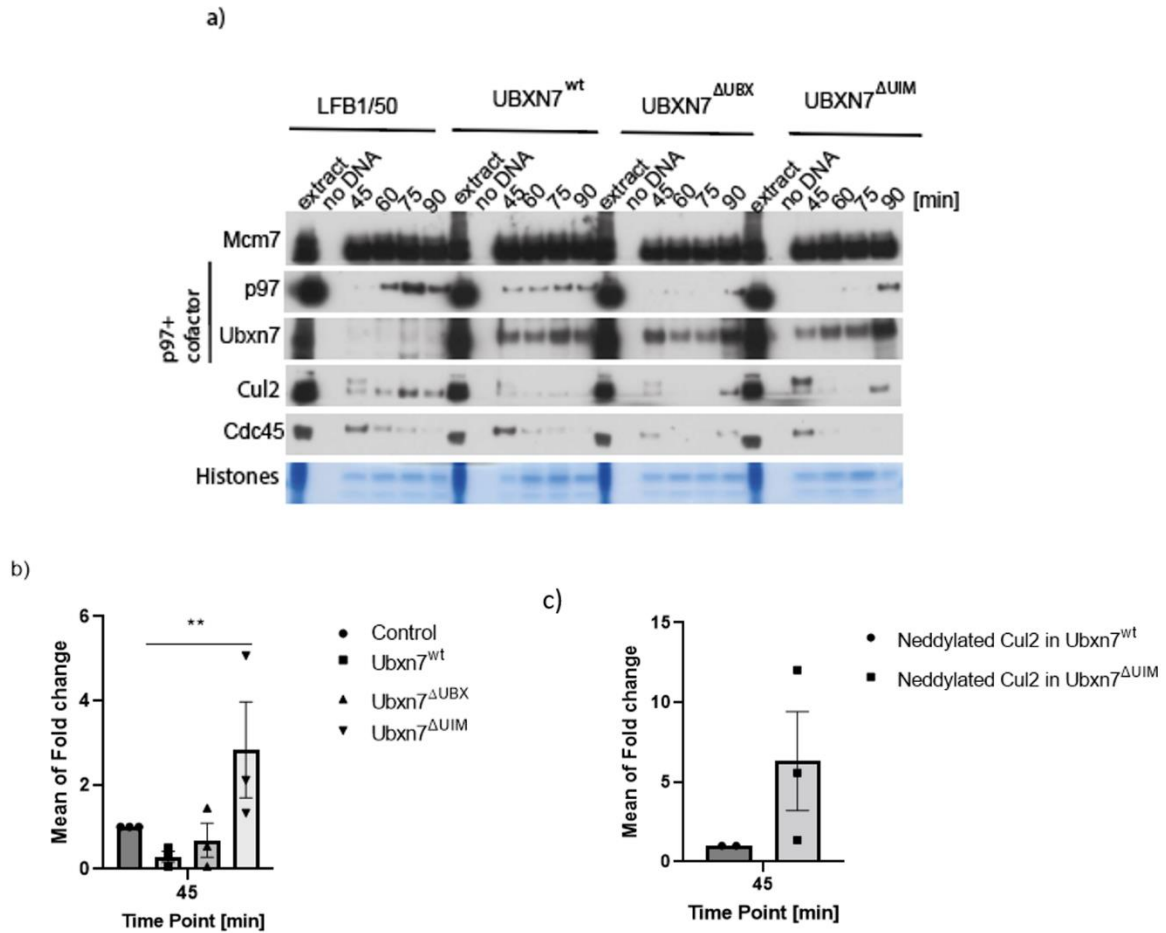 a)
LFB1/50 UBXN7wt UBXN7ΔUBX UBXN7ΔUIM
extract no DNA 45 60 75 90 extract no DNA 45 60 75 90 extract no DNA 45 60 75 90 extract no DNA 45 60 75 90 [min]
Mcm7
p97+
cofactor
p97
Ubxn7
Cul2
Cdc45
Histones
b)
Mean of Fold change
6
4
2
0
**
45
Time Point [min]
Control
Ubxn7wt
Ubxn7ΔUBX
Ubxn7ΔUIM
c)
Mean of Fold change
15
10
5
0
45
Time Point [min]
Neddylated Cul2 in Ubxn7wt
Neddylated Cul2 in Ubxn7ΔUIM